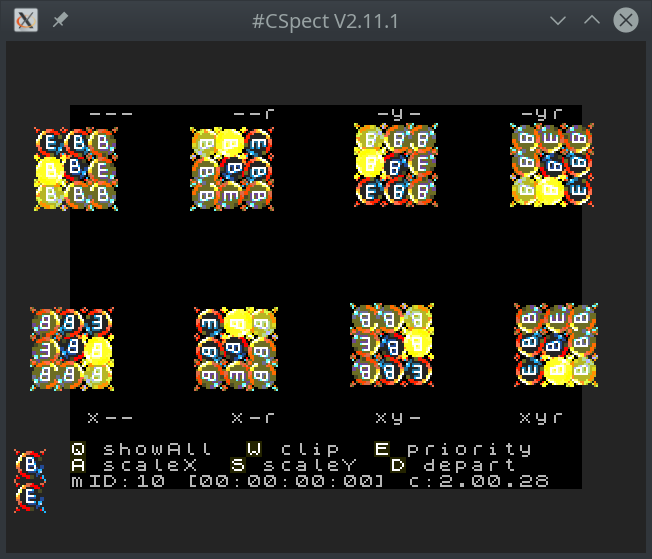 #CSpect V2.11.1
--- --r -y- -yr
E B B
B B E
B B B
x-- x-r xy- xyr
Q showAll W clip E priority
A scaleX S scaleY D depart
mID:10 [00:00:00:00] c:2.00.28
B
E